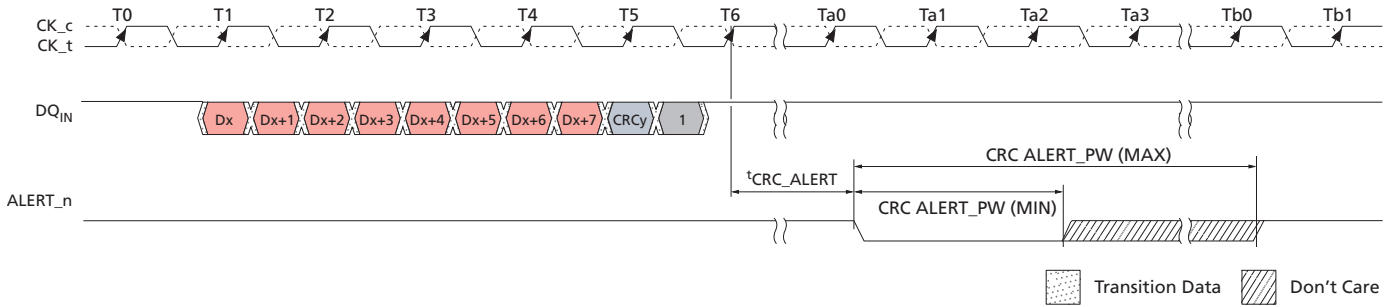 T0 T1 T2 T3 T4 T5 T6 Ta0 Ta1 Ta2 Ta3 Tb0 Tb1
CK_c
CK_t
DQIN
Dx Dx+1 Dx+2 Dx+3 Dx+4 Dx+5 Dx+6 Dx+7 CRCy 1
CRC ALERT_PW (MAX)
tCRC_ALERT
ALERT_n
CRC ALERT_PW (MIN)
Transition Data
Don't Care